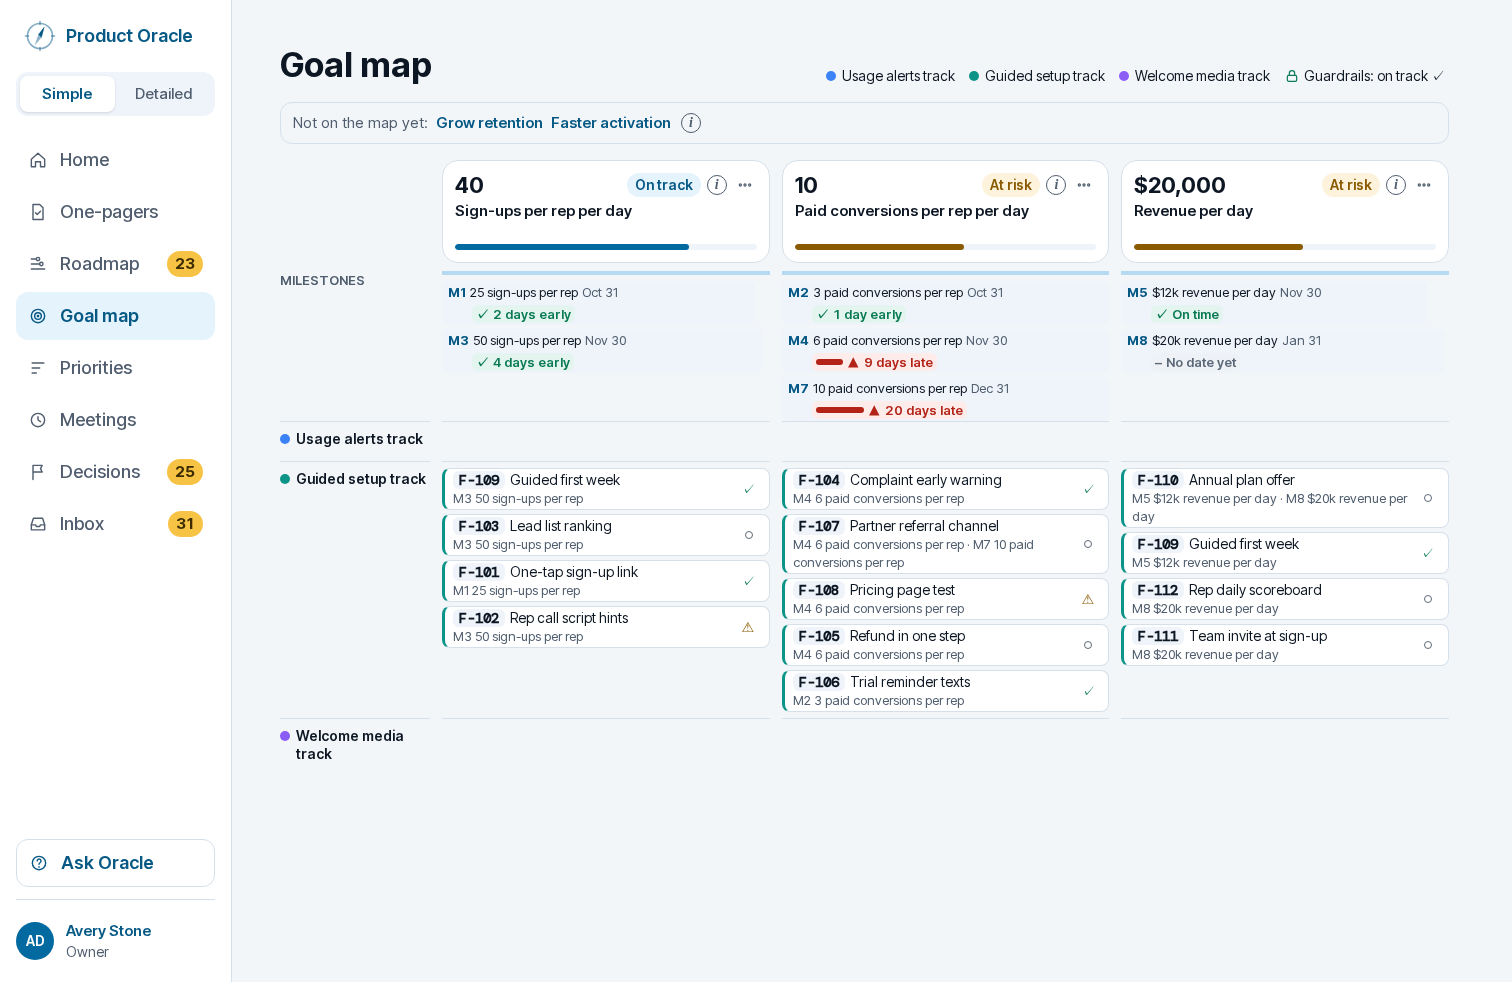 Product Oracle
Simple
Detailed
Home
One-pagers
Roadmap
23
Goal map
Priorities
Meetings
Decisions
25
Inbox
31
Ask Oracle
AD
Avery Stone
Owner
Goal map
Usage alerts track
Guided setup track
Welcome media track
Guardrails: on track ✓
Not on the map yet: Grow retention Faster activation i
40
On track i •••
Sign-ups per rep per day
10
At risk i •••
Paid conversions per rep per day
$20,000
At risk i •••
Revenue per day
MILESTONES
M1 25 sign-ups per rep Oct 31
✓ 2 days early
M3 50 sign-ups per rep Nov 30
✓ 4 days early
M2 3 paid conversions per rep Oct 31
✓ 1 day early
M4 6 paid conversions per rep Nov 30
▲ 9 days late
M7 10 paid conversions per rep Dec 31
▲ 20 days late
M5 $12k revenue per day Nov 30
✓ On time
M8 $20k revenue per day Jan 31
– No date yet
Usage alerts track
Guided setup track
F-109 Guided first week
M3 50 sign-ups per rep
✓
F-103 Lead list ranking
M3 50 sign-ups per rep
○
F-101 One-tap sign-up link
M1 25 sign-ups per rep
✓
F-102 Rep call script hints
M3 50 sign-ups per rep
⚠
F-104 Complaint early warning
M4 6 paid conversions per rep
✓
F-107 Partner referral channel
M4 6 paid conversions per rep · M7 10 paid
conversions per rep
○
F-108 Pricing page test
M4 6 paid conversions per rep
⚠
F-105 Refund in one step
M4 6 paid conversions per rep
○
F-106 Trial reminder texts
M2 3 paid conversions per rep
✓
F-110 Annual plan offer
M5 $12k revenue per day · M8 $20k revenue per
day
○
F-109 Guided first week
M5 $12k revenue per day
✓
F-112 Rep daily scoreboard
M8 $20k revenue per day
○
F-111 Team invite at sign-up
M8 $20k revenue per day
○
Welcome media
track